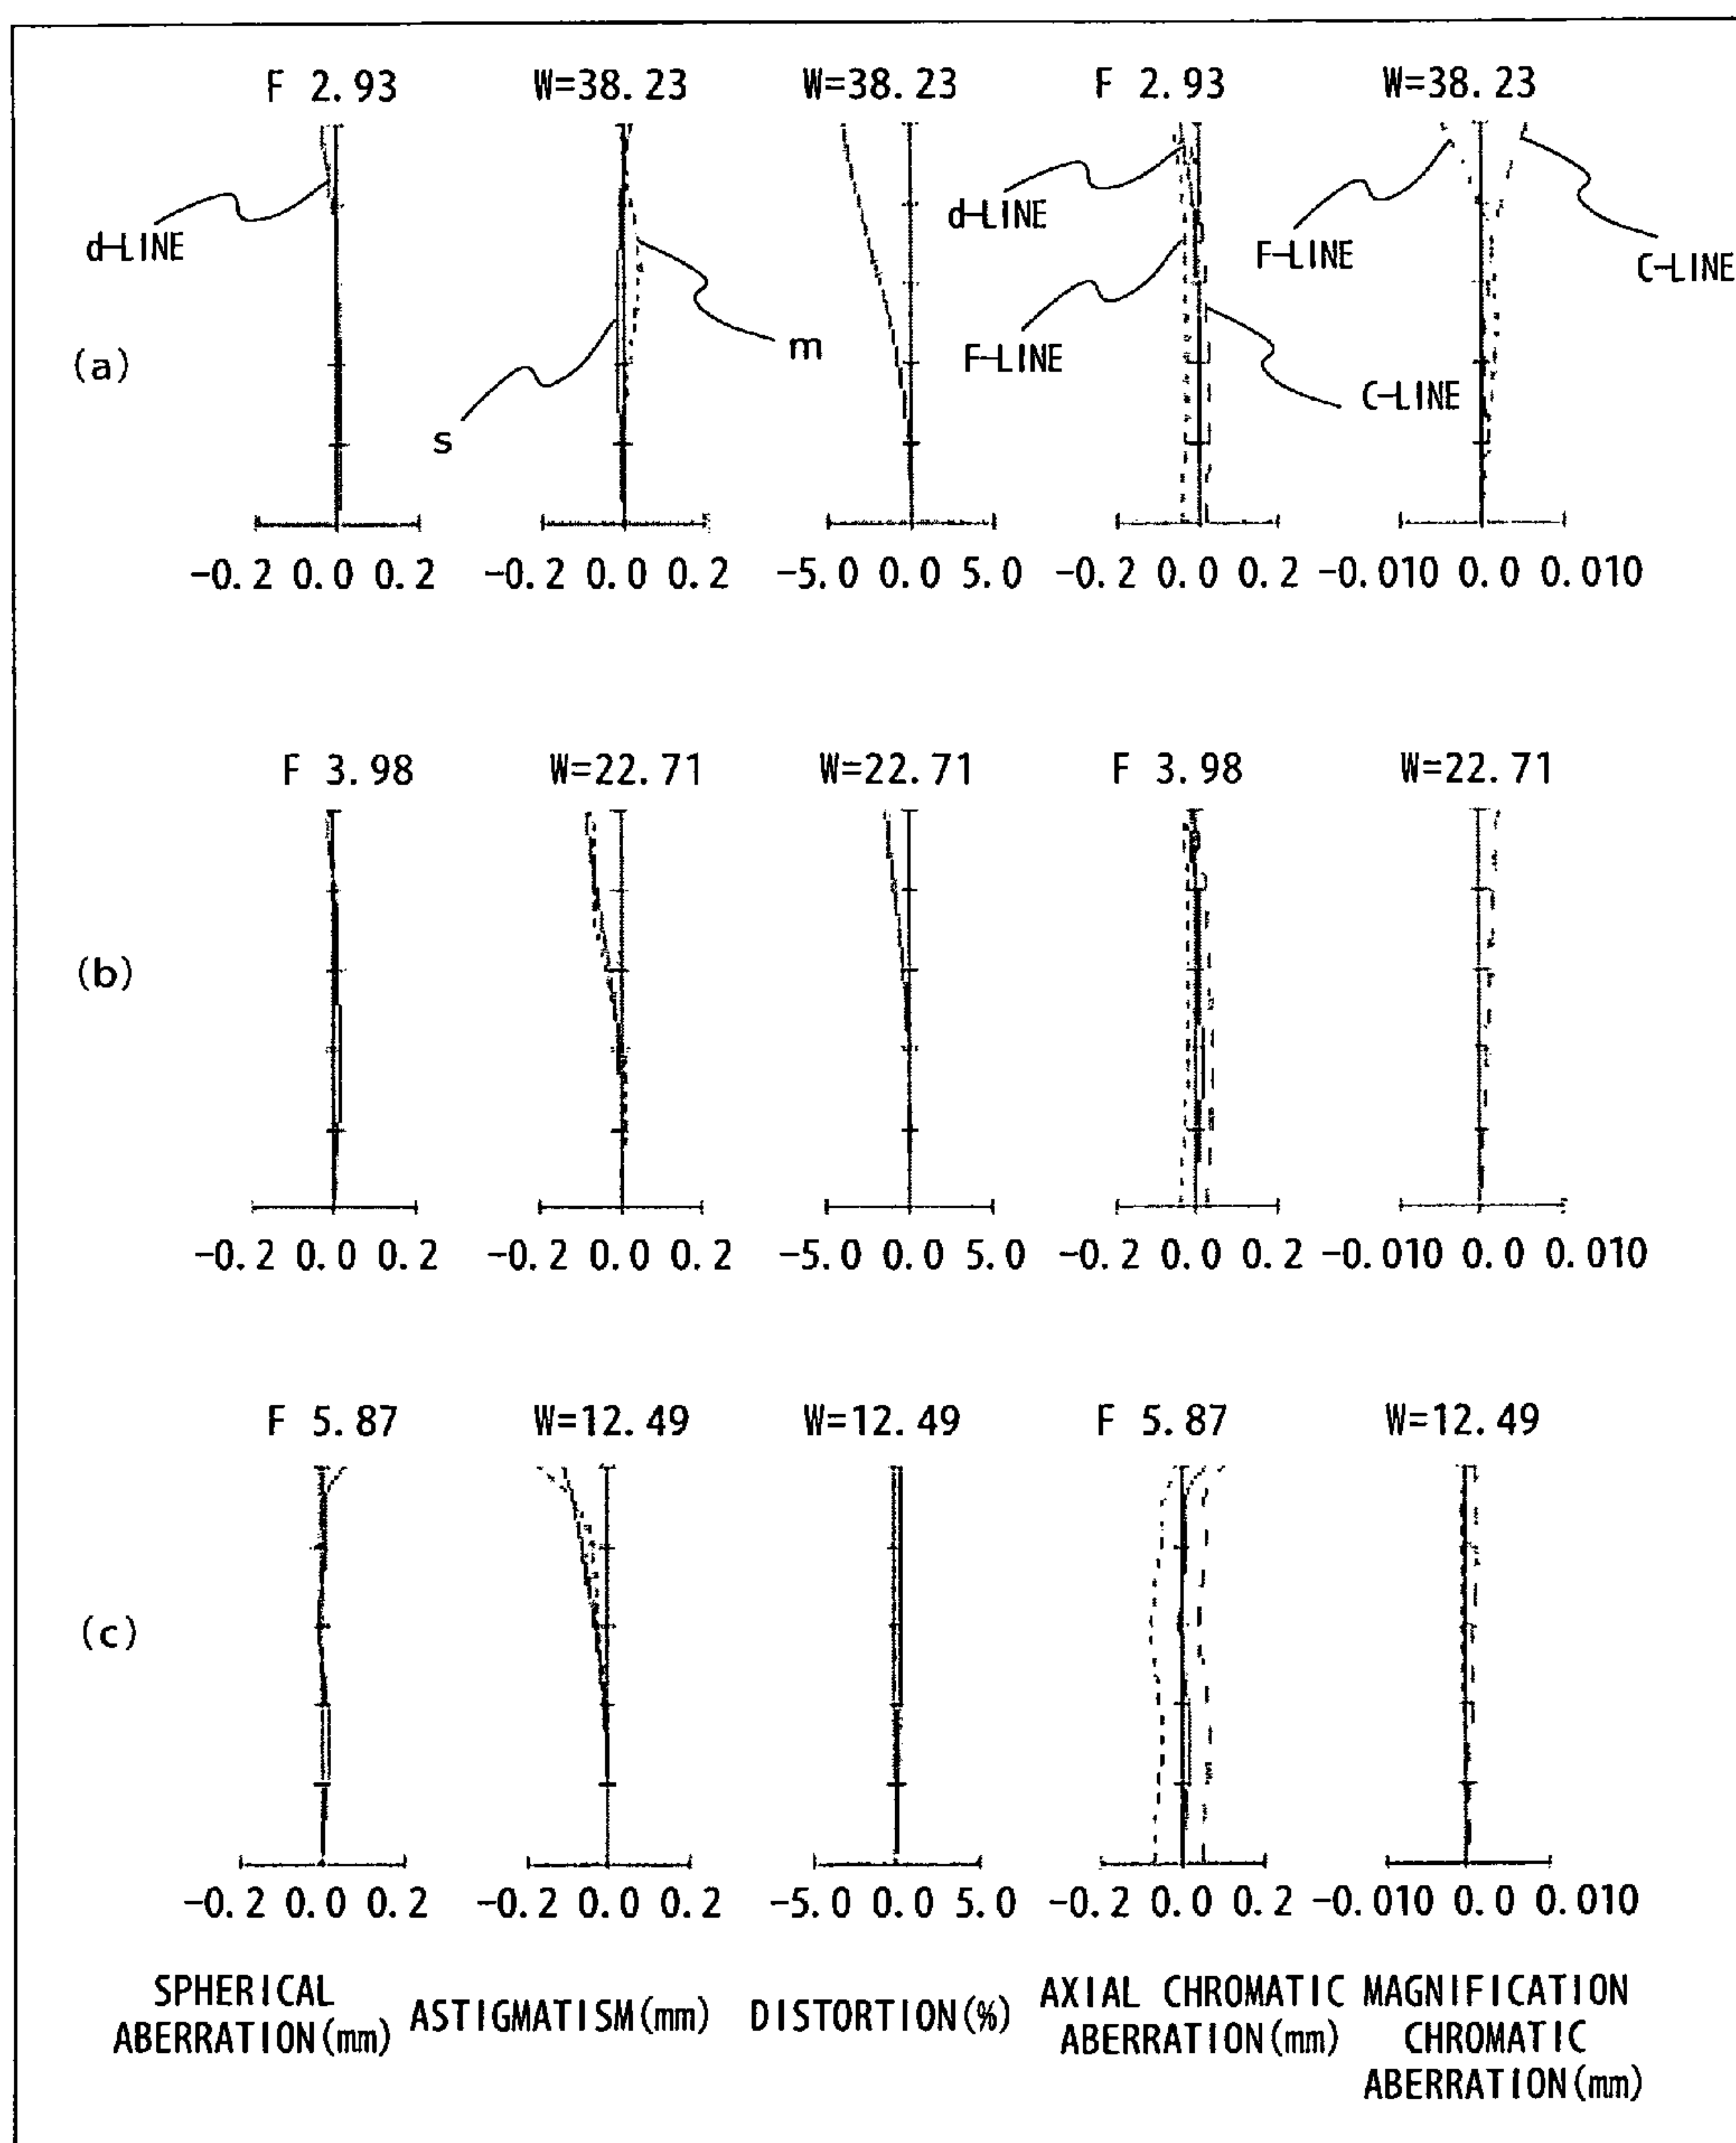 F 2.93 W=38.23 W=38.23 F 2.93 W=38.23
d-LINE
s
m
d-LINE
F-LINE
C-LINE
F-LINE
C-LINE
(a)
-0.2 0.0 0.2 -0.2 0.0 0.2 -5.0 0.0 5.0 -0.2 0.0 0.2 -0.010 0.0 0.010
F 3.98 W=22.71 W=22.71 F 3.98 W=22.71
(b)
-0.2 0.0 0.2 -0.2 0.0 0.2 -5.0 0.0 5.0 -0.2 0.0 0.2 -0.010 0.0 0.010
F 5.87 W=12.49 W=12.49 F 5.87 W=12.49
(c)
-0.2 0.0 0.2 -0.2 0.0 0.2 -5.0 0.0 5.0 -0.2 0.0 0.2 -0.010 0.0 0.010
SPHERICAL
ABERRATION(mm)
ASTIGMATISM(mm)
DISTORTION(%)
AXIAL CHROMATIC
ABERRATION(mm)
MAGNIFICATION
CHROMATIC
ABERRATION(mm)